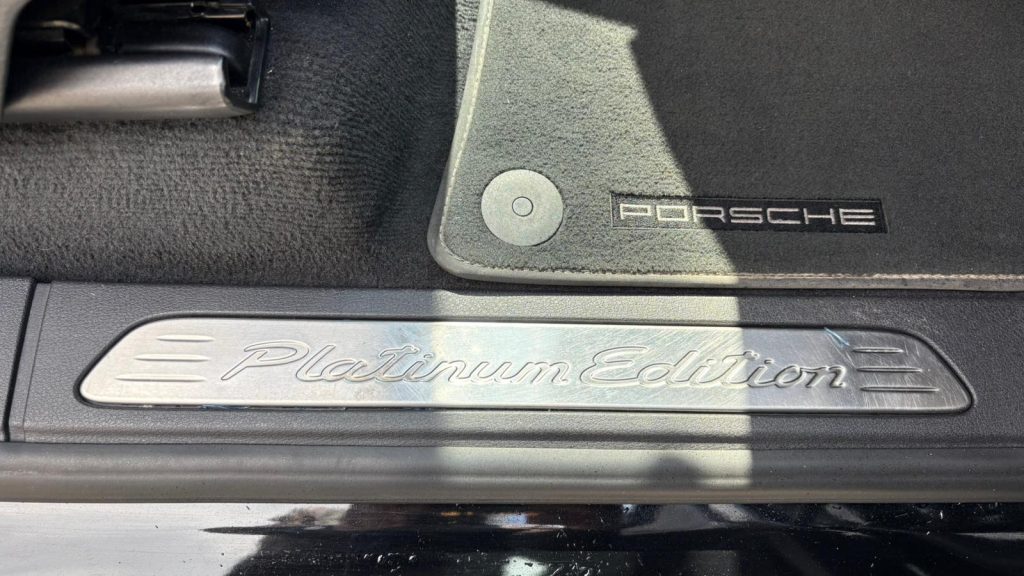 PORSCHE
Platinum Edition